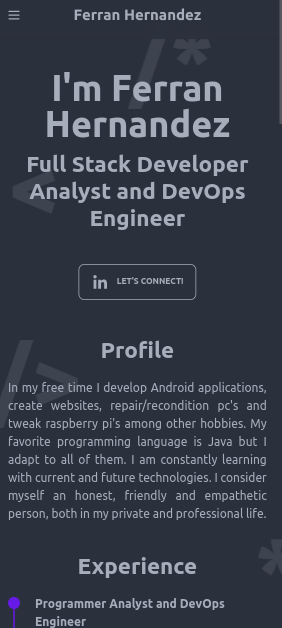 Ferran Hernandez
I'm Ferran
Hernandez
Full Stack Developer
Analyst and DevOps
Engineer
LET'S CONNECT!
Profile
In my free time I develop Android applications,
create websites, repair/recondition pc's and
tweak raspberry pi's among other hobbies. My
favorite programming language is Java but I
adapt to all of them. I am constantly learning
with current and future technologies. I consider
myself an honest, friendly and empathetic
person, both in my private and professional life.
Experience
Programmer Analyst and DevOps
Engineer